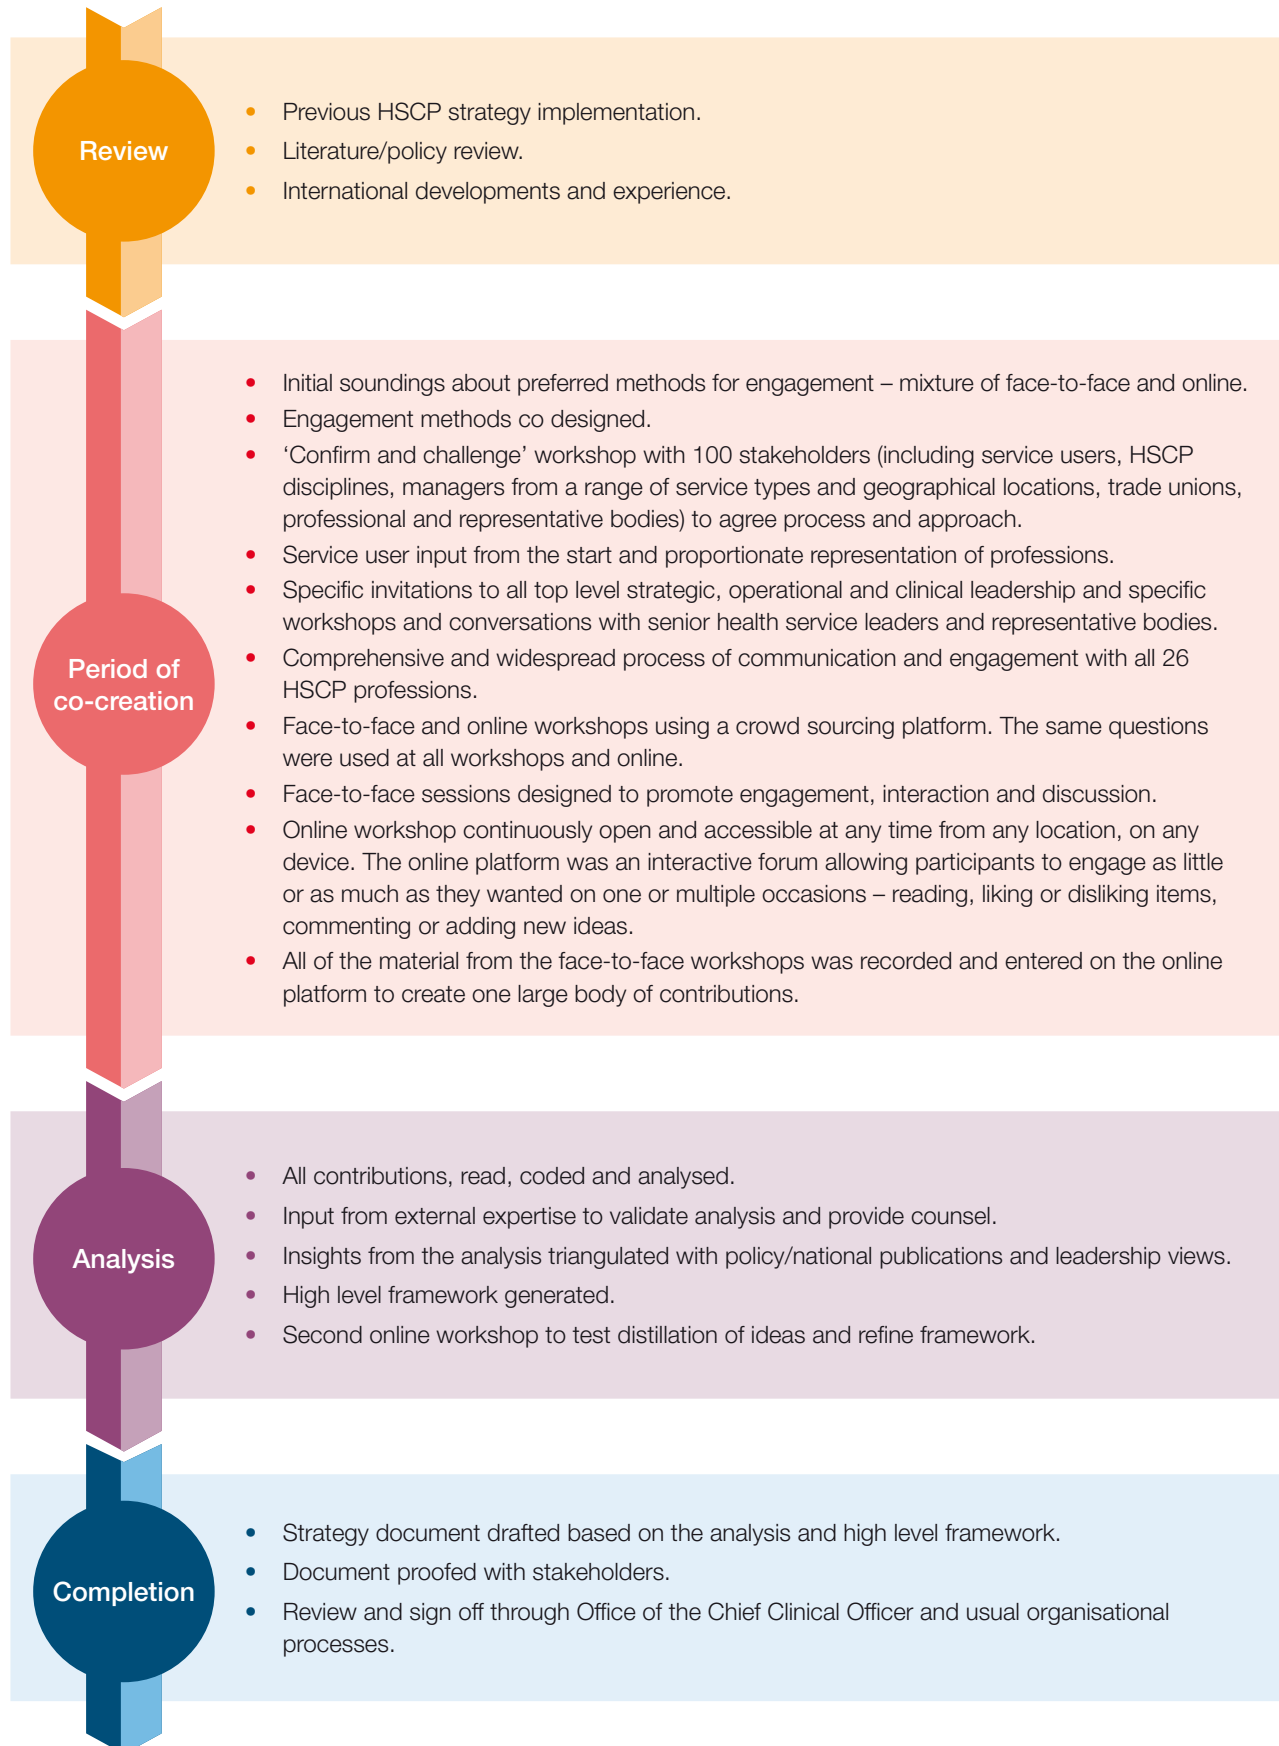 Review
• Previous HSCP strategy implementation.
• Literature/policy review.
• International developments and experience.
Period of
co-creation
• Initial soundings about preferred methods for engagement – mixture of face-to-face and online.
• Engagement methods co designed.
• ‘Confirm and challenge’ workshop with 100 stakeholders (including service users, HSCP
disciplines, managers from a range of service types and geographical locations, trade unions,
professional and representative bodies) to agree process and approach.
• Service user input from the start and proportionate representation of professions.
• Specific invitations to all top level strategic, operational and clinical leadership and specific
workshops and conversations with senior health service leaders and representative bodies.
• Comprehensive and widespread process of communication and engagement with all 26
HSCP professions.
• Face-to-face and online workshops using a crowd sourcing platform. The same questions
were used at all workshops and online.
• Face-to-face sessions designed to promote engagement, interaction and discussion.
• Online workshop continuously open and accessible at any time from any location, on any
device. The online platform was an interactive forum allowing participants to engage as little
or as much as they wanted on one or multiple occasions – reading, liking or disliking items,
commenting or adding new ideas.
• All of the material from the face-to-face workshops was recorded and entered on the online
platform to create one large body of contributions.
Analysis
• All contributions, read, coded and analysed.
• Input from external expertise to validate analysis and provide counsel.
• Insights from the analysis triangulated with policy/national publications and leadership views.
• High level framework generated.
• Second online workshop to test distillation of ideas and refine framework.
Completion
• Strategy document drafted based on the analysis and high level framework.
• Document proofed with stakeholders.
• Review and sign off through Office of the Chief Clinical Officer and usual organisational
processes.